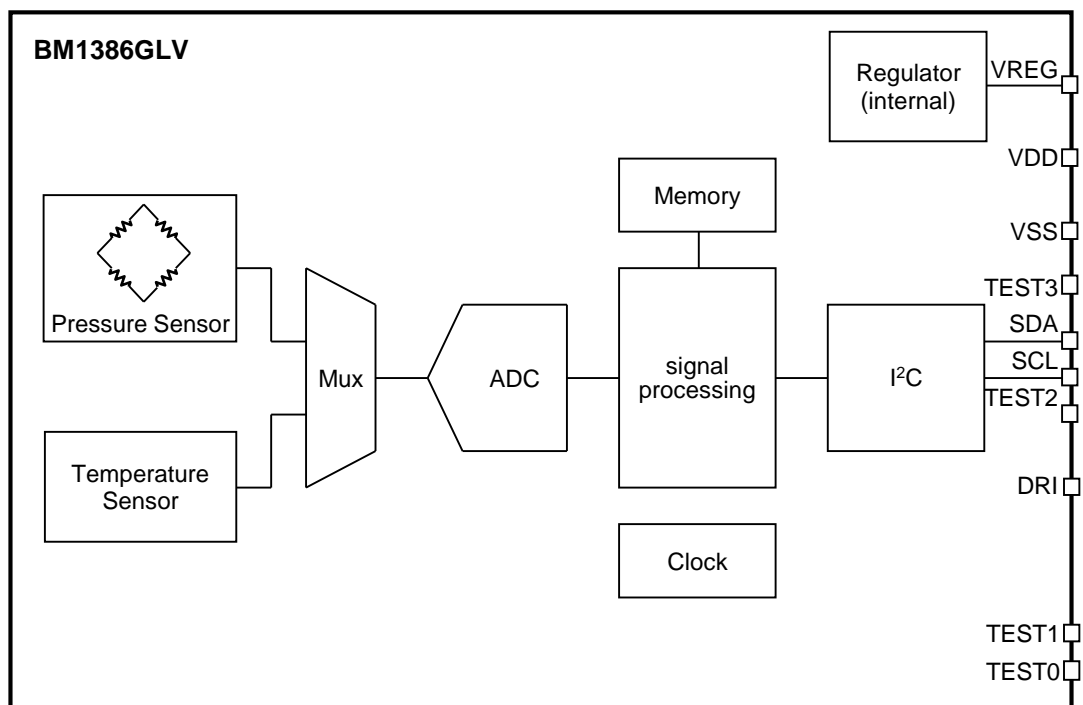 BM1386GLV
Regulator
(internal)
VREG
VDD
Memory
VSS
TEST3
Pressure Sensor
SDA
Mux
ADC
signal
processing
I²C
SCL
TEST2
Temperature
Sensor
DRI
Clock
TEST1
TEST0